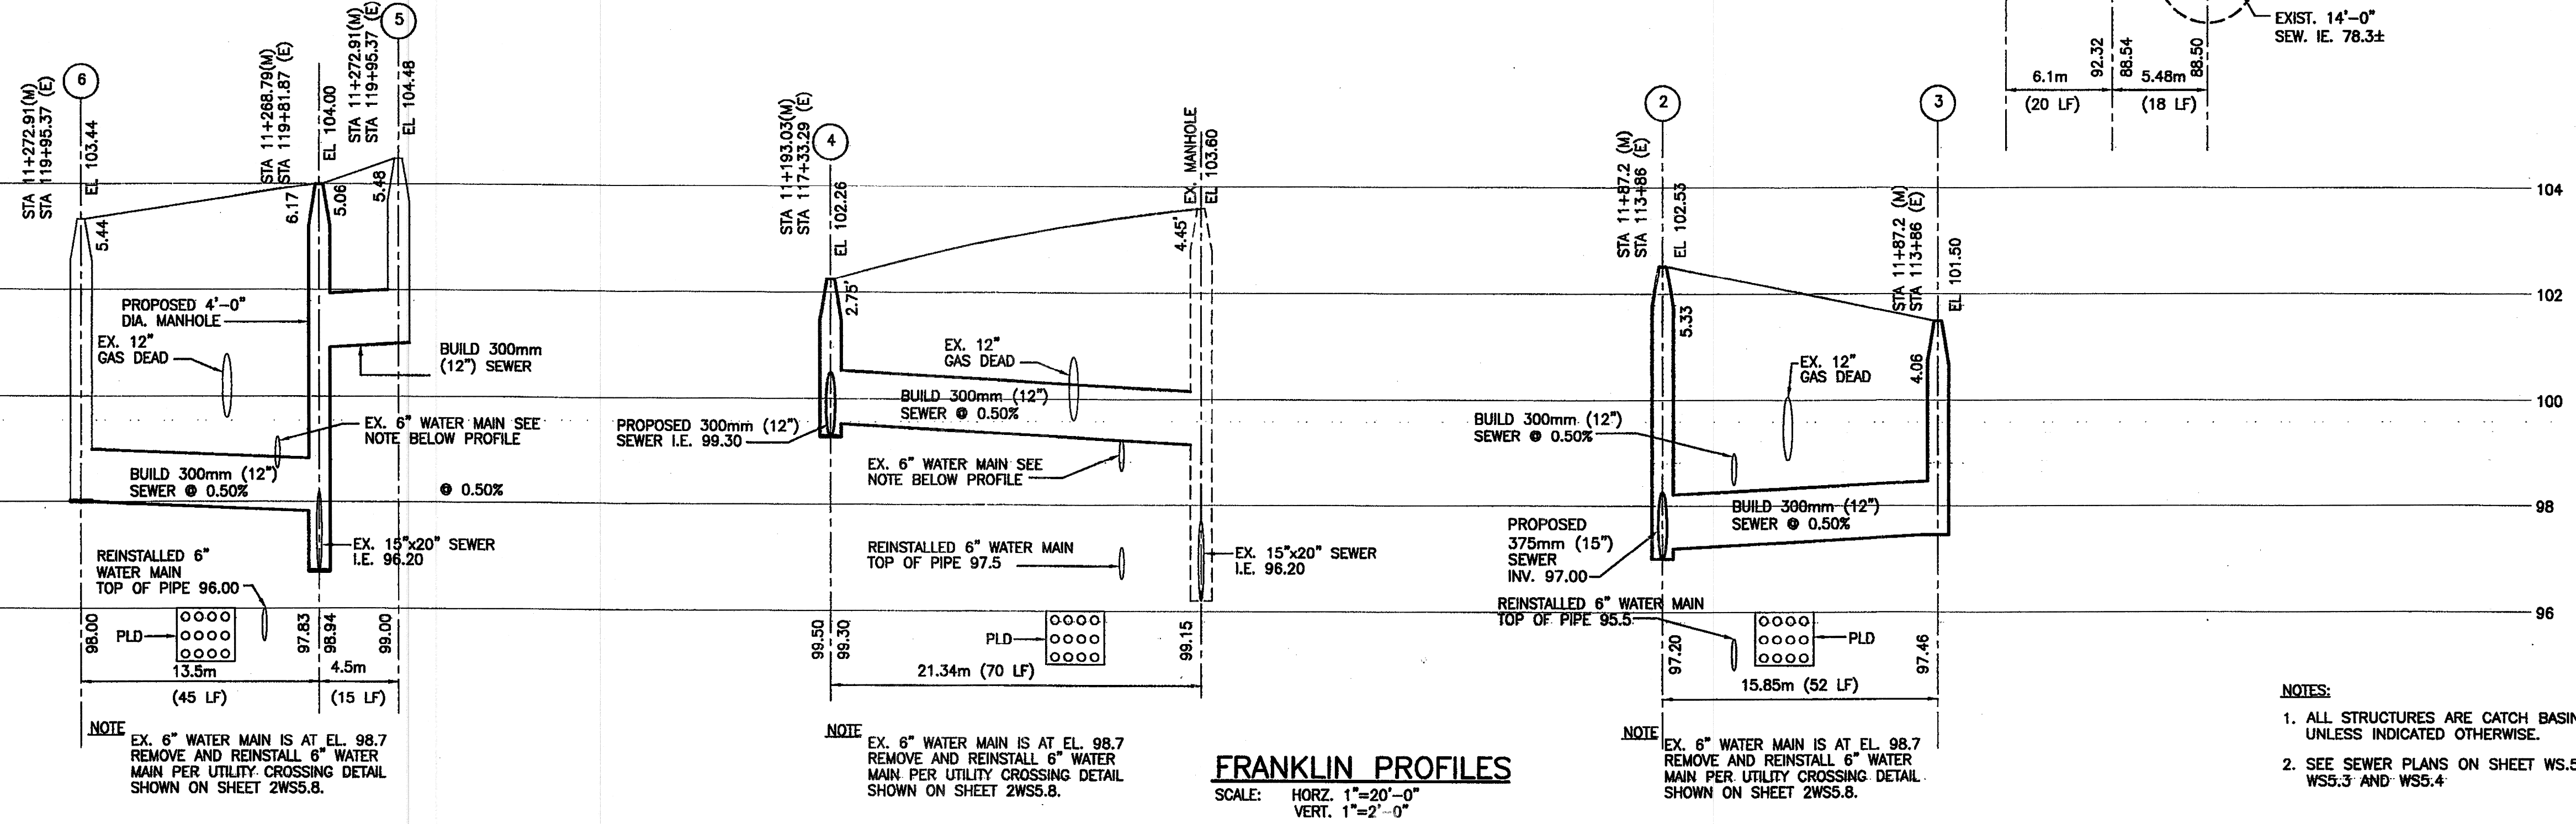 EXIST. 14'-0"
SEW. IE. 78.3±
92.32
88.54
88.50
6.1m
(20 LF)
5.48m
(18 LF)
6
STA 11+272.91(M)
STA 119+95.37 (E)
EL 103.44
STA 11+268.79(M)
STA 119+81.87 (E)
EL 104.00
5
STA 11+272.91(M)
STA 119+95.37 (E)
EL 104.48
5.44
6.17
5.06
5.48
PROPOSED 4'-0"
DIA. MANHOLE
EX. 12"
GAS DEAD
BUILD 300mm
(12") SEWER
EX. 6" WATER MAIN SEE
NOTE BELOW PROFILE
BUILD 300mm (12")
SEWER @ 0.50%
@ 0.50%
EX. 15"x20" SEWER
I.E. 96.20
REINSTALLED 6"
WATER MAIN
TOP OF PIPE 96.00
PLD
98.00
97.83
98.94
99.00
13.5m
(45 LF)
4.5m
(15 LF)
NOTE
EX. 6" WATER MAIN IS AT EL. 98.7
REMOVE AND REINSTALL 6" WATER
MAIN PER UTILITY CROSSING DETAIL
SHOWN ON SHEET 2WS5.8.
4
STA 11+193.03(M)
STA 117+33.29 (E)
EL 102.26
EX. MANHOLE
EL 103.60
2.75'
4.45'
EX. 12"
GAS DEAD
BUILD 300mm (12")
SEWER @ 0.50%
PROPOSED 300mm (12")
SEWER I.E. 99.30
EX. 6" WATER MAIN SEE
NOTE BELOW PROFILE
REINSTALLED 6" WATER MAIN
TOP OF PIPE 97.5
EX. 15"x20" SEWER
I.E. 96.20
PLD
99.50
99.30
99.15
21.34m (70 LF)
NOTE
EX. 6" WATER MAIN IS AT EL. 98.7
REMOVE AND REINSTALL 6" WATER
MAIN PER UTILITY CROSSING DETAIL
SHOWN ON SHEET 2WS5.8.
2
STA 11+87.2 (M)
STA 113+86 (E)
EL 102.53
3
STA 11+87.2 (M)
STA 113+86 (E)
EL 101.50
5.33
4.06
EX. 12"
GAS DEAD
BUILD 300mm (12")
SEWER @ 0.50%
BUILD 300mm (12")
SEWER @ 0.50%
PROPOSED
375mm (15")
SEWER
INV. 97.00
REINSTALLED 6" WATER MAIN
TOP OF PIPE 95.5
PLD
97.20
97.46
15.85m (52 LF)
NOTE
EX. 6" WATER MAIN IS AT EL. 98.7
REMOVE AND REINSTALL 6" WATER
MAIN PER UTILITY CROSSING DETAIL
SHOWN ON SHEET 2WS5.8.
104
102
100
98
96
FRANKLIN PROFILES
SCALE: HORZ. 1"=20'-0"
VERT. 1"=2'-0"
NOTES:
1. ALL STRUCTURES ARE CATCH BASIN
UNLESS INDICATED OTHERWISE.
2. SEE SEWER PLANS ON SHEET WS.5
WS5.3 AND WS5.4